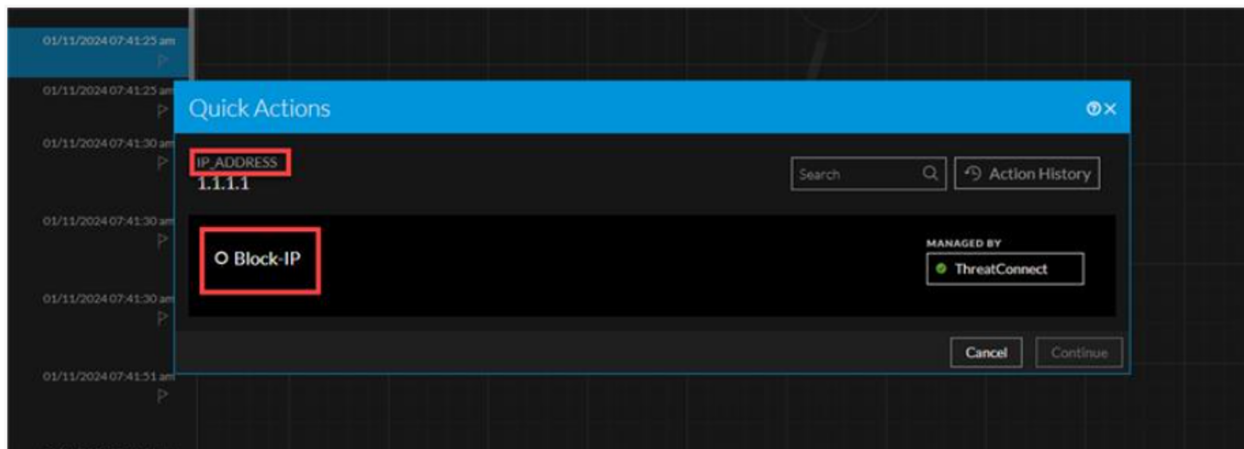 01/11/2024 07:41:25 am
01/11/2024 07:41:25 am
Quick Actions
01/11/2024 07:41:30 am
IP_ADDRESS
1.1.1.1
Search
Action History
01/11/2024 07:41:30 am
Block-IP
MANAGED BY
ThreatConnect
01/11/2024 07:41:30 am
Cancel
Continue
01/11/2024 07:41:51 am